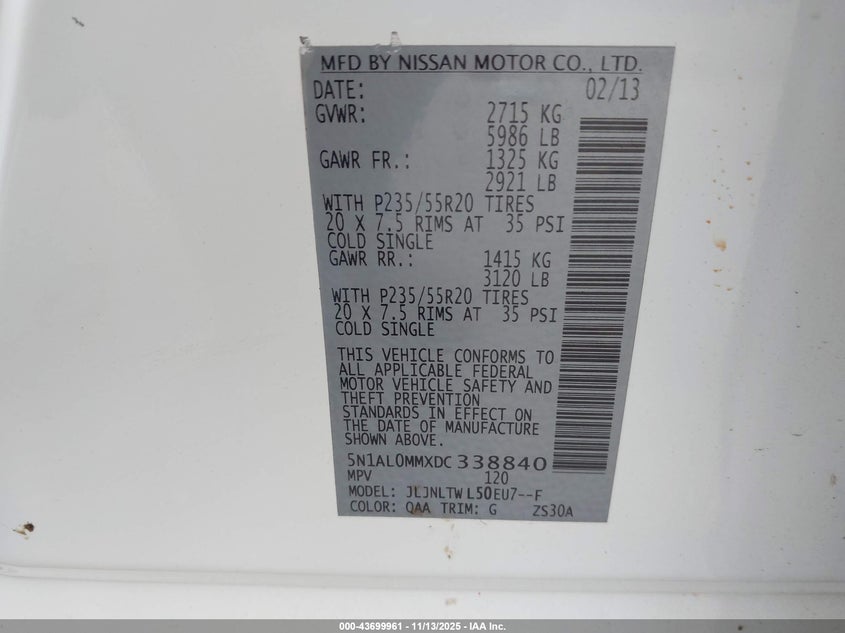 MFD BY NISSAN MOTOR CO., LTD.
DATE: 02/13
GVWR: 2715 KG
5986 LB
GAWR FR.: 1325 KG
2921 LB
WITH P235/55R20 TIRES
20 X 7.5 RIMS AT 35 PSI
COLD SINGLE
GAWR RR.: 1415 KG
3120 LB
WITH P235/55R20 TIRES
20 X 7.5 RIMS AT 35 PSI
COLD SINGLE
THIS VEHICLE CONFORMS TO
ALL APPLICABLE FEDERAL
MOTOR VEHICLE SAFETY AND
THEFT PREVENTION
STANDARDS IN EFFECT ON
THE DATE OF MANUFACTURE
SHOWN ABOVE.
5N1AL0MMXDC338840
MPV 120
MODEL: JLJNLTWL50EU7--F
COLOR: QAA TRIM: G ZS30A
000-43699961 - 11/13/2025 - IAA Inc.